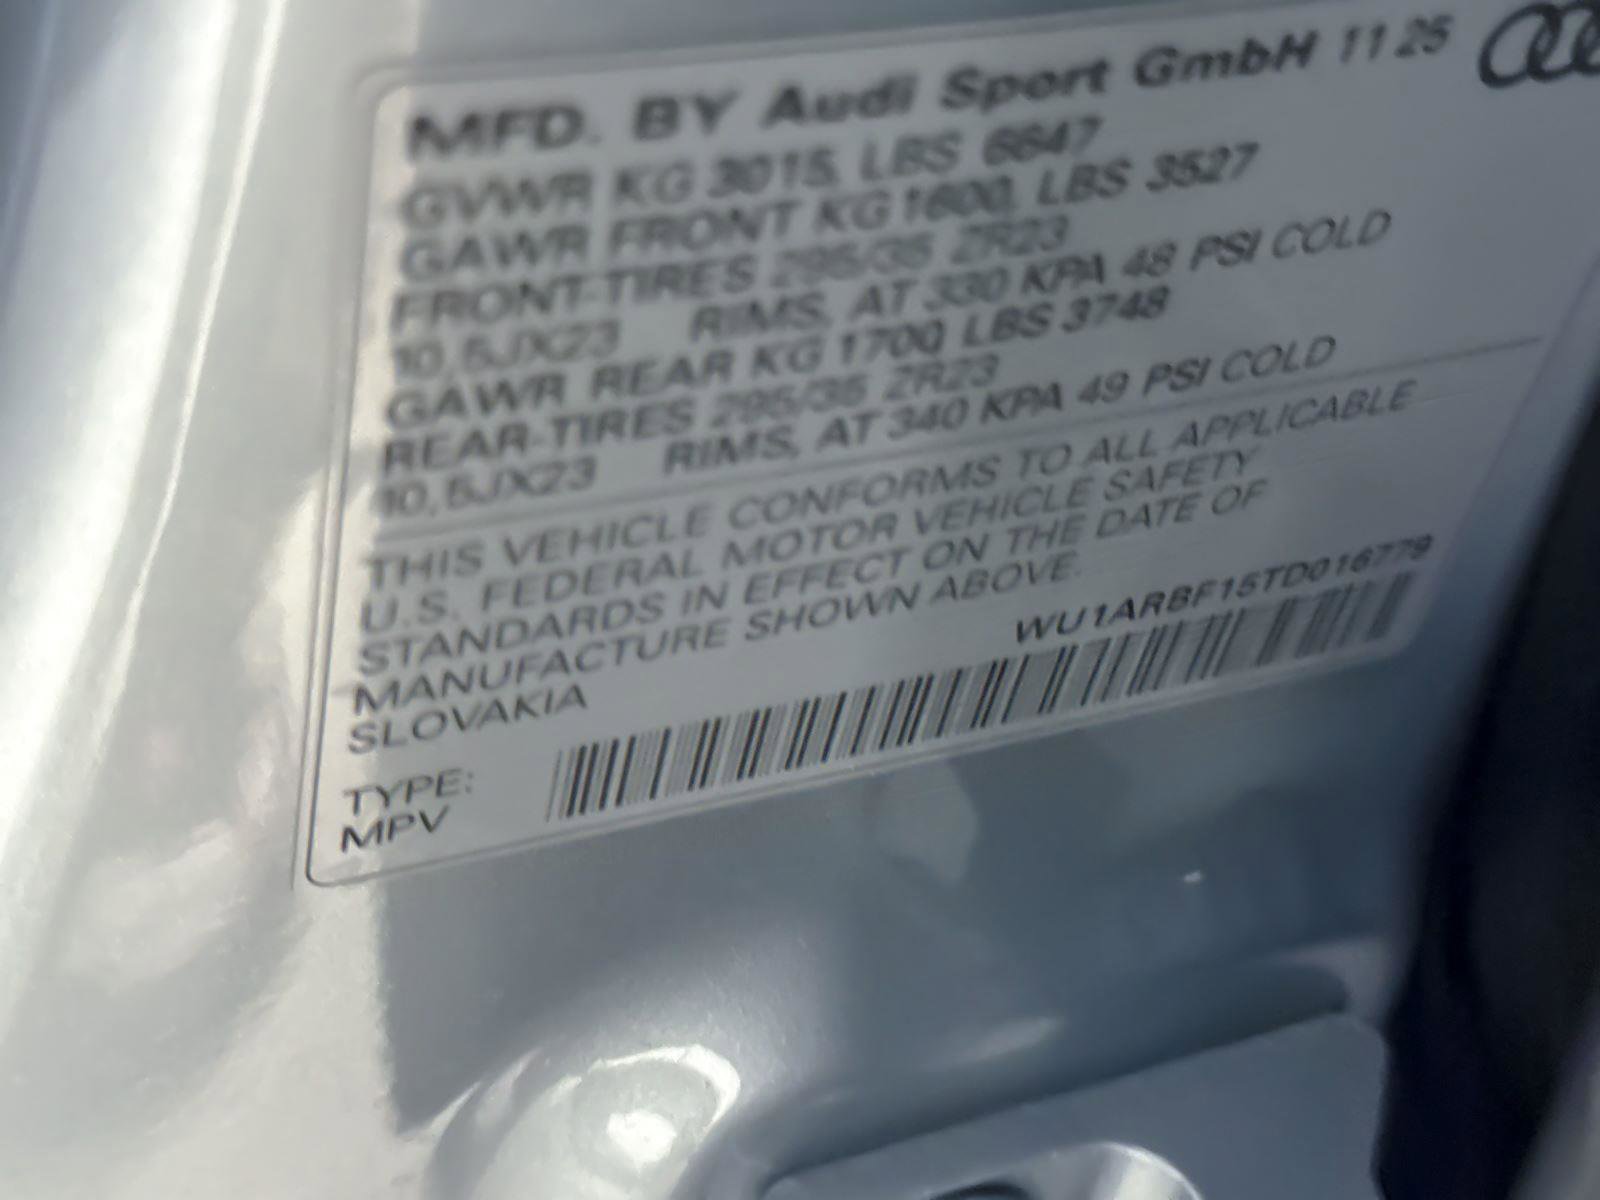 MFD. BY Audi Sport GmbH 11 25
GVWR KG 3015, LBS 6647
GAWR FRONT KG 1600, LBS 3527
FRONT-TIRES 295/35 ZR23
10,5JX23 RIMS, AT 330 KPA 48 PSI COLD
GAWR REAR KG 1700, LBS 3748
REAR-TIRES 295/35 ZR23
10,5JX23 RIMS, AT 340 KPA 49 PSI COLD
THIS VEHICLE CONFORMS TO ALL APPLICABLE
U.S. FEDERAL MOTOR VEHICLE SAFETY
STANDARDS IN EFFECT ON THE DATE OF
MANUFACTURE SHOWN ABOVE.
SLOVAKIA
WU1ARBF15TD016779
TYPE:
MPV